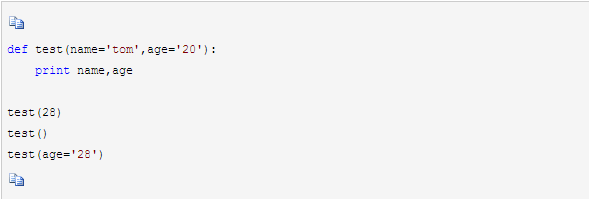 def test(name='tom',age='20'):
    print name,age
test(28)
test()
test(age='28')